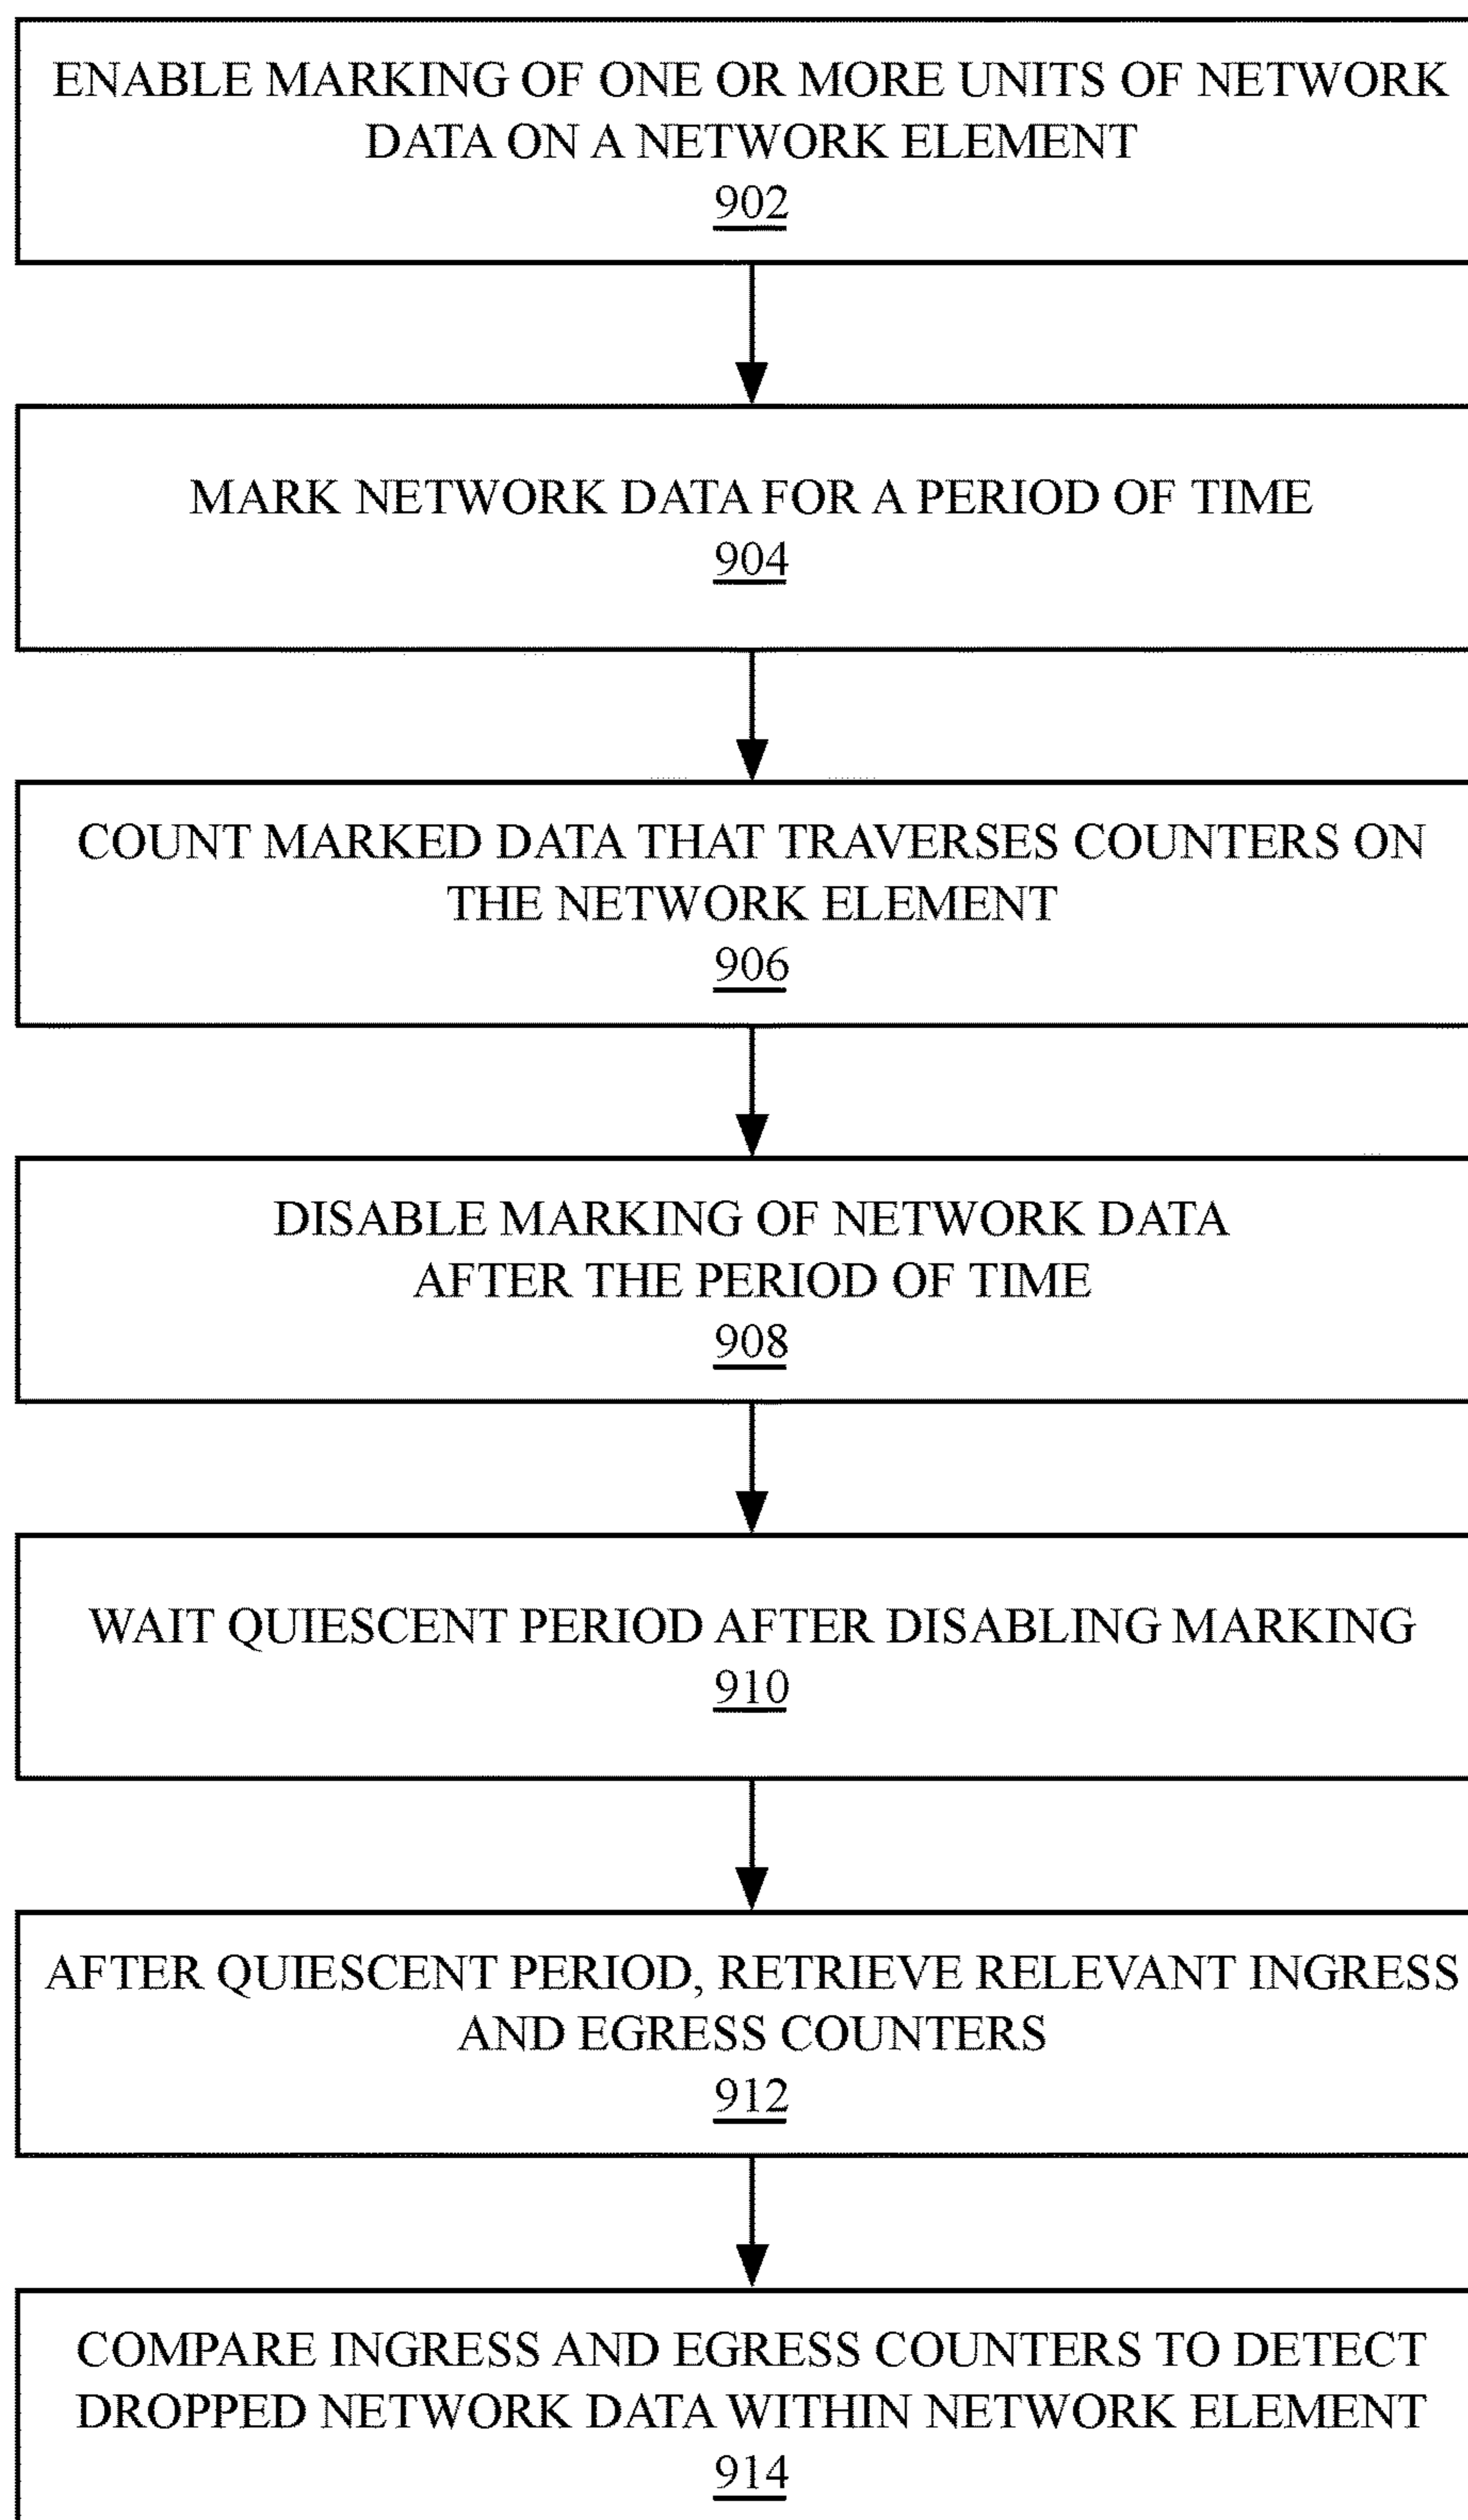 ENABLE MARKING OF ONE OR MORE UNITS OF NETWORK
DATA ON A NETWORK ELEMENT
902
MARK NETWORK DATA FOR A PERIOD OF TIME
904
COUNT MARKED DATA THAT TRAVERSES COUNTERS ON
THE NETWORK ELEMENT
906
DISABLE MARKING OF NETWORK DATA
AFTER THE PERIOD OF TIME
908
WAIT QUIESCENT PERIOD AFTER DISABLING MARKING
910
AFTER QUIESCENT PERIOD, RETRIEVE RELEVANT INGRESS
AND EGRESS COUNTERS
912
COMPARE INGRESS AND EGRESS COUNTERS TO DETECT
DROPPED NETWORK DATA WITHIN NETWORK ELEMENT
914